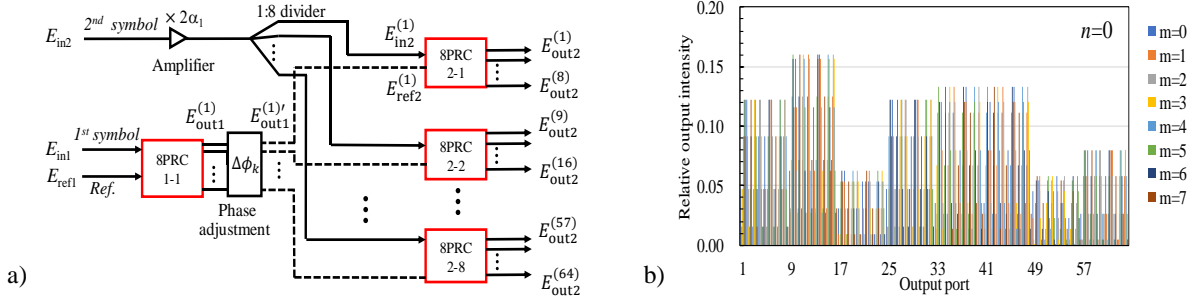 2nd symbol × 2α₁ 1:8 divider
E_in2
Amplifier
E_in2^(1)
E_ref2^(1)
8PRC
2-1
E_out2^(1)
⋮
E_out2^(8)
E_out1^(1) E_out1^(1)′
1st symbol
E_in1
E_ref1
Ref.
8PRC
1-1
Δϕ_k
Phase
adjustment
8PRC
2-2
E_out2^(9)
⋮
E_out2^(16)
8PRC
2-8
E_out2^(57)
⋮
E_out2^(64)
a)
Relative output intensity
0.20
0.15
0.10
0.05
0.00
n=0
1 9 17 25 33 41 49 57
Output port
m=0
m=1
m=2
m=3
m=4
m=5
m=6
m=7
b)